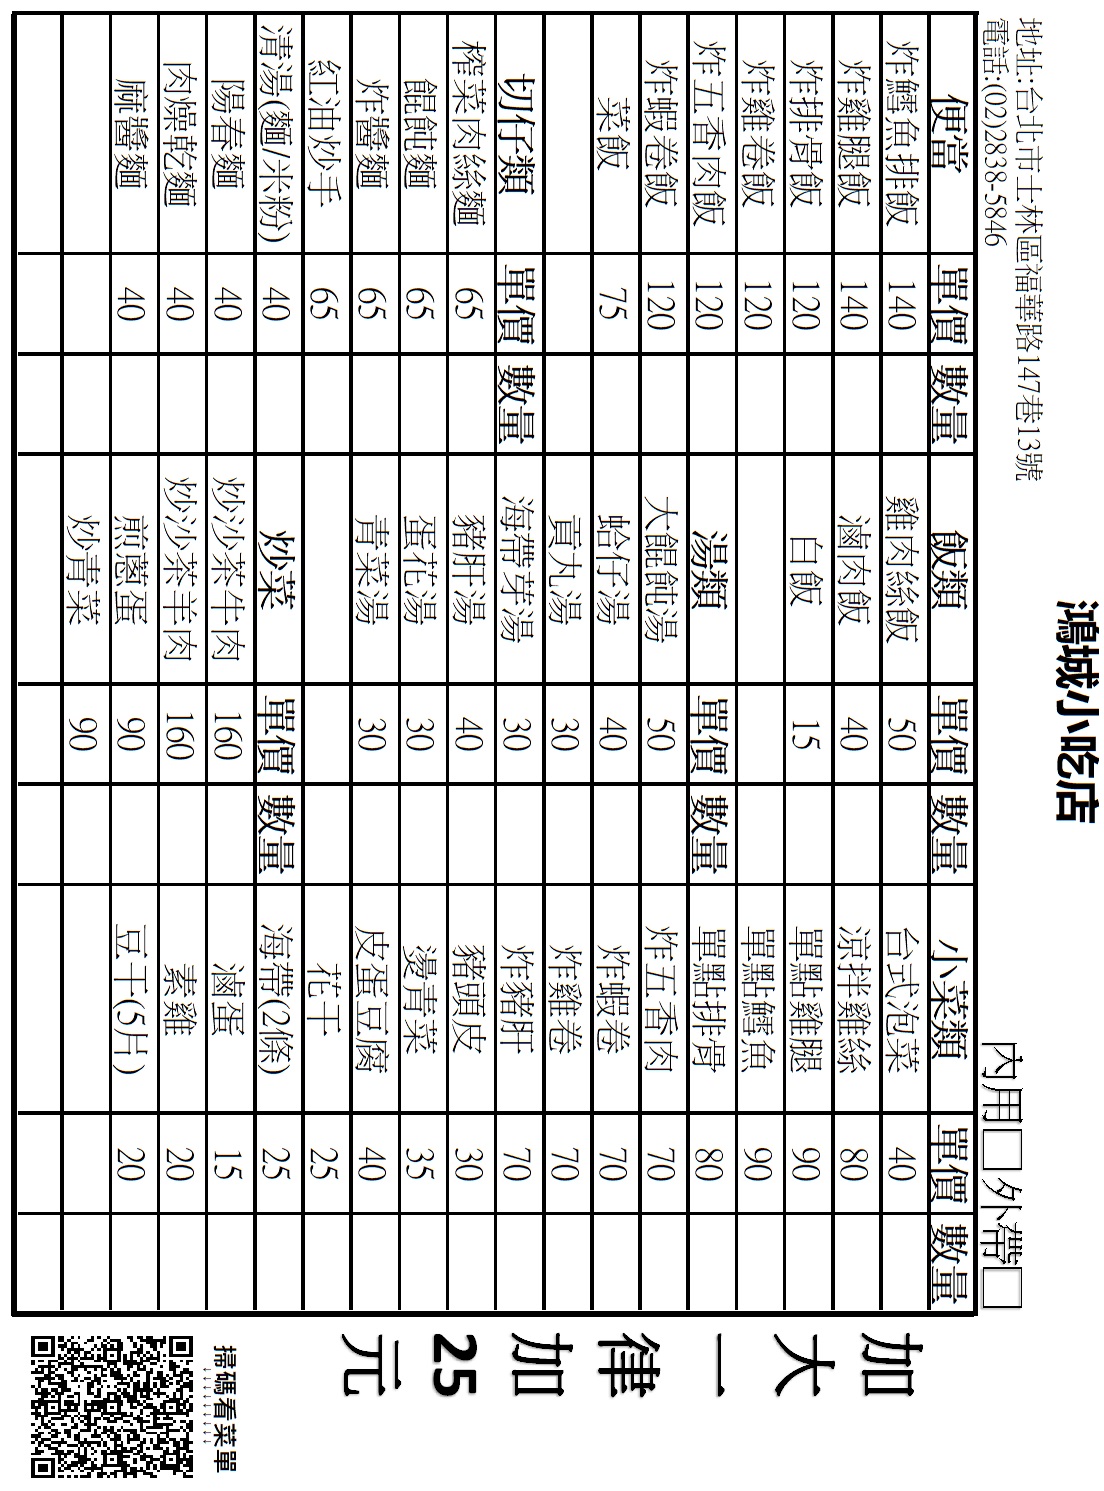 鴻城小吃店
地址:台北市士林區福華路147巷13號
電話:(02)2838-5846
內用□ 外帶□
便當 單價 數量 飯類 單價 數量 小菜類 單價 數量
炸鱈魚排飯 140 雞肉絲飯 50 台式泡菜 40
炸雞腿飯 140 滷肉飯 40 涼拌雞絲 80
炸排骨飯 120 白飯 15 單點雞腿 90
炸雞卷飯 120 單點鱈魚 90
炸五香肉飯 120 湯類 單價 數量 單點排骨 80
炸蝦卷飯 120 大餛飩湯 50 炸五香肉 70
菜飯 75 蛤仔湯 40 炸蝦卷 70
貢丸湯 30 炸雞卷 70
切仔類 單價 數量 海帶芽湯 30 炸豬肝 70
榨菜肉絲麵 65 豬肝湯 40 豬頭皮 30
餛飩麵 65 蛋花湯 30 燙青菜 35
炸醬麵 65 青菜湯 30 皮蛋豆腐 40
紅油炒手 65 花干 25
清湯(麵/米粉) 40 炒菜 單價 數量 海帶(2條) 25
陽春麵 40 炒沙茶牛肉 160 滷蛋 15
肉燥乾麵 40 炒沙茶羊肉 160 素雞 20
麻醬麵 40 煎蔥蛋 90 豆干(5片) 20
炒青菜 90
加大一律加25元
掃碼看菜單
↓↓↓↓↓↓↓↓↓